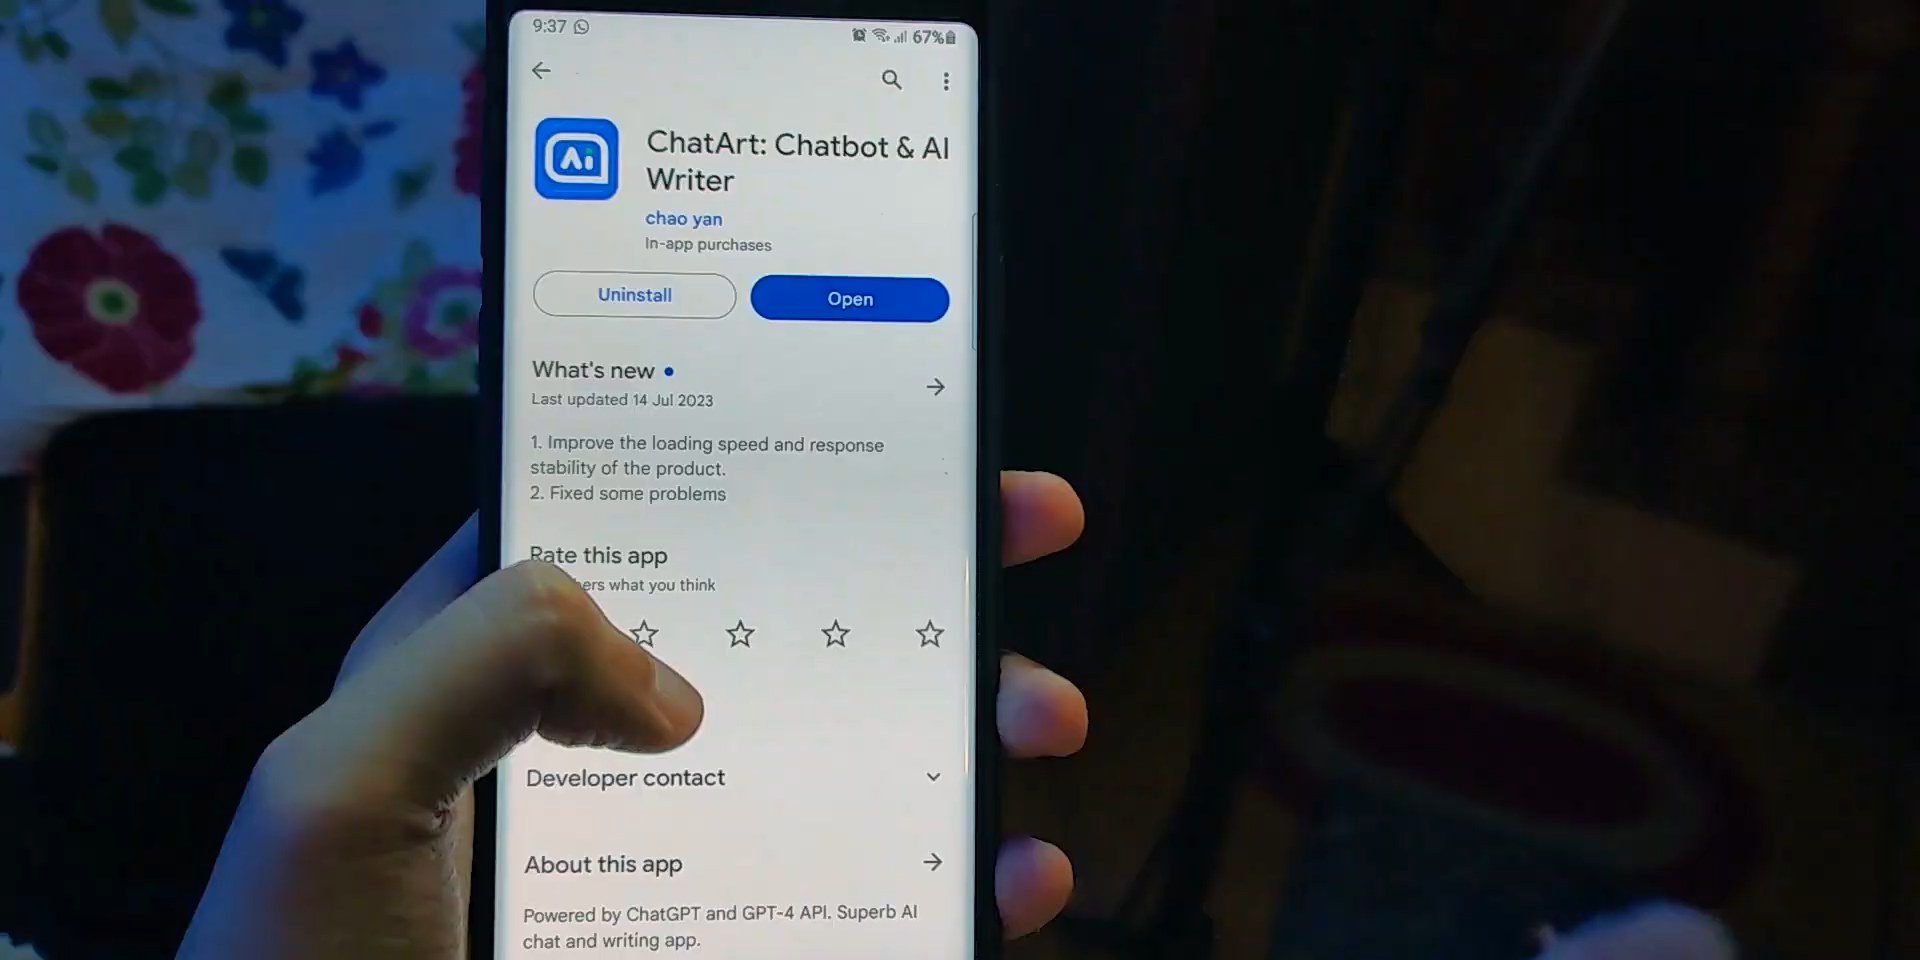 9:37
67%
Ai
ChatArt: Chatbot & AI
Writer
chao yan
In-app purchases
Uninstall
Open
What's new
Last updated 14 Jul 2023
1. Improve the loading speed and response
stability of the product.
2. Fixed some problems
Rate this app
what you think
Developer contact
About this app
Powered by ChatGPT and GPT-4 API. Superb AI
chat and writing app.